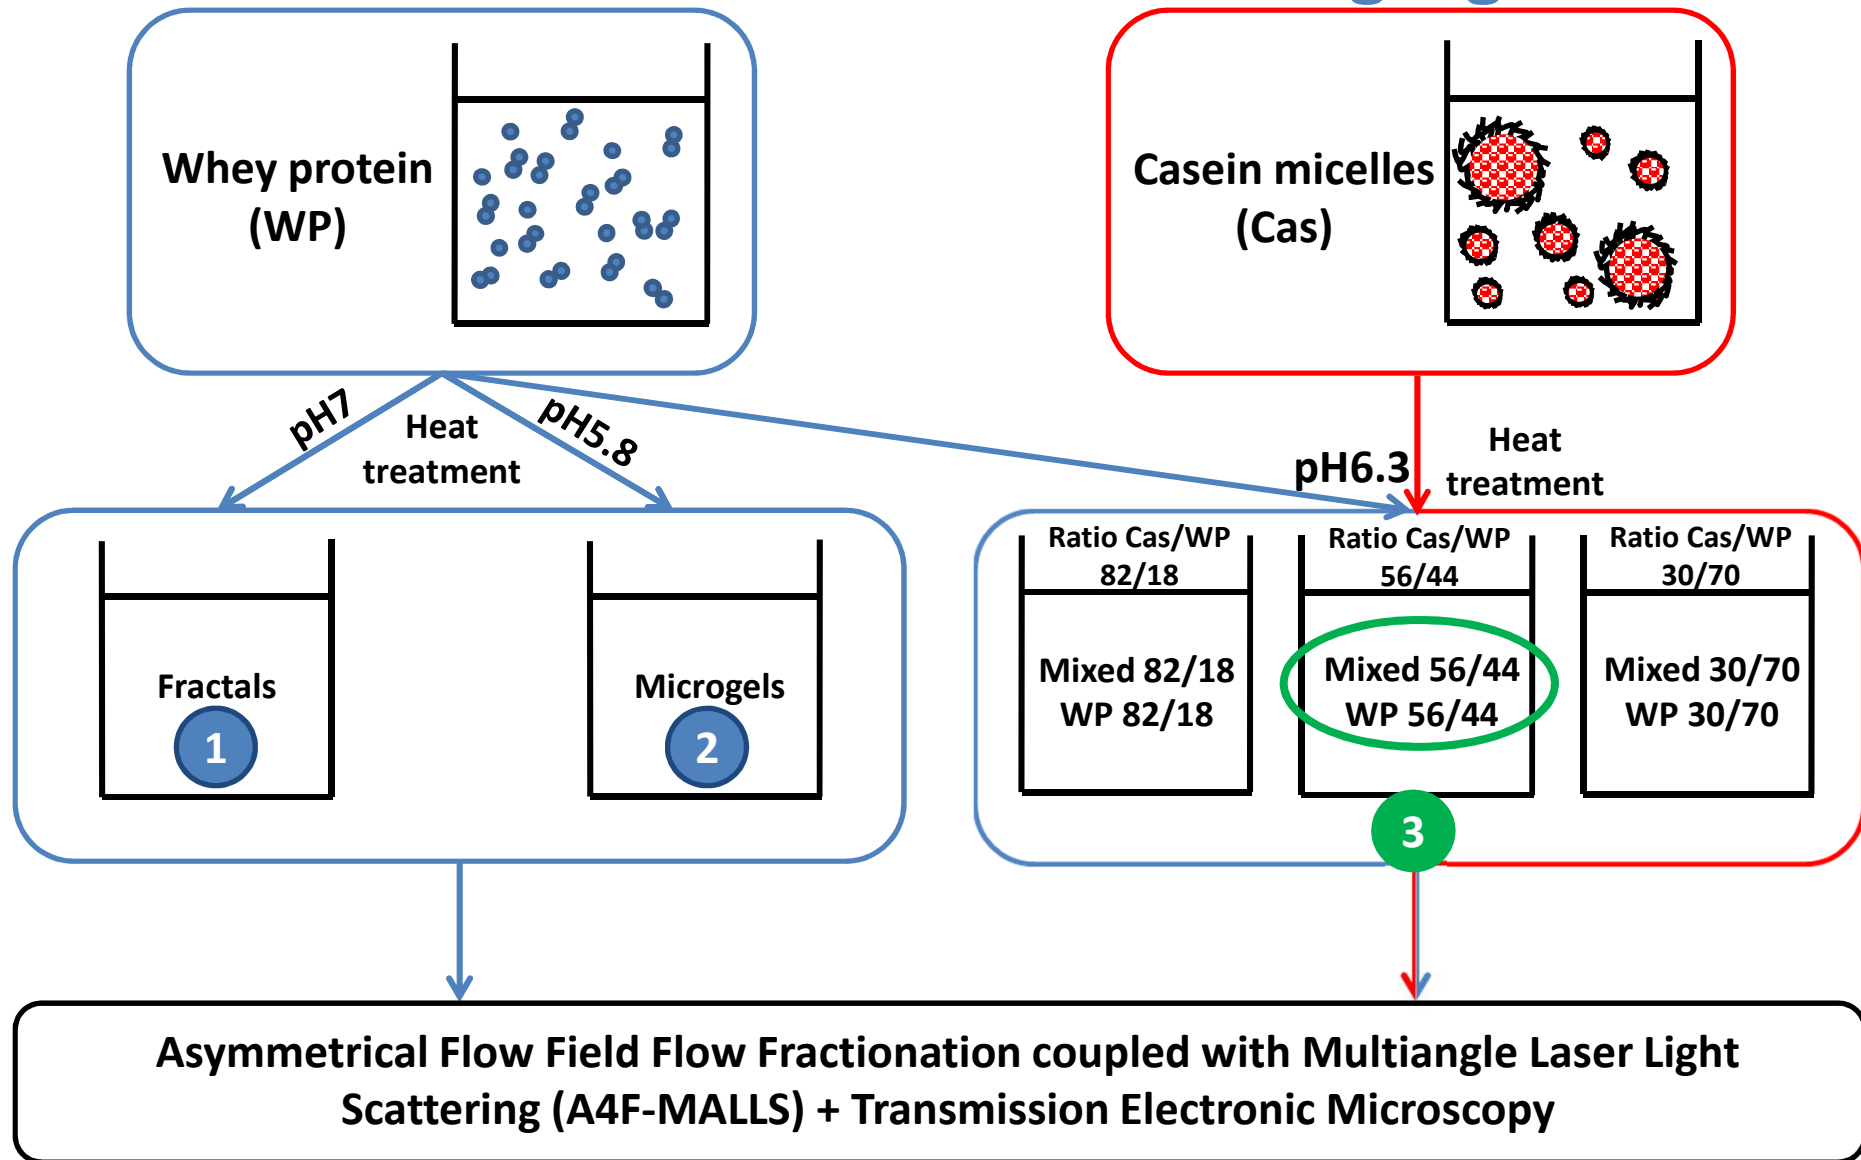 Whey protein
(WP)
Casein micelles
(Cas)
pH7
Heat
treatment
pH5.8
pH6.3
Heat
treatment
Ratio Cas/WP
82/18
Ratio Cas/WP
56/44
Ratio Cas/WP
30/70
Fractals
1
Microgels
2
Mixed 82/18
WP 82/18
Mixed 56/44
WP 56/44
Mixed 30/70
WP 30/70
3
Asymmetrical Flow Field Flow Fractionation coupled with Multiangle Laser Light
Scattering (A4F-MALLS) + Transmission Electronic Microscopy